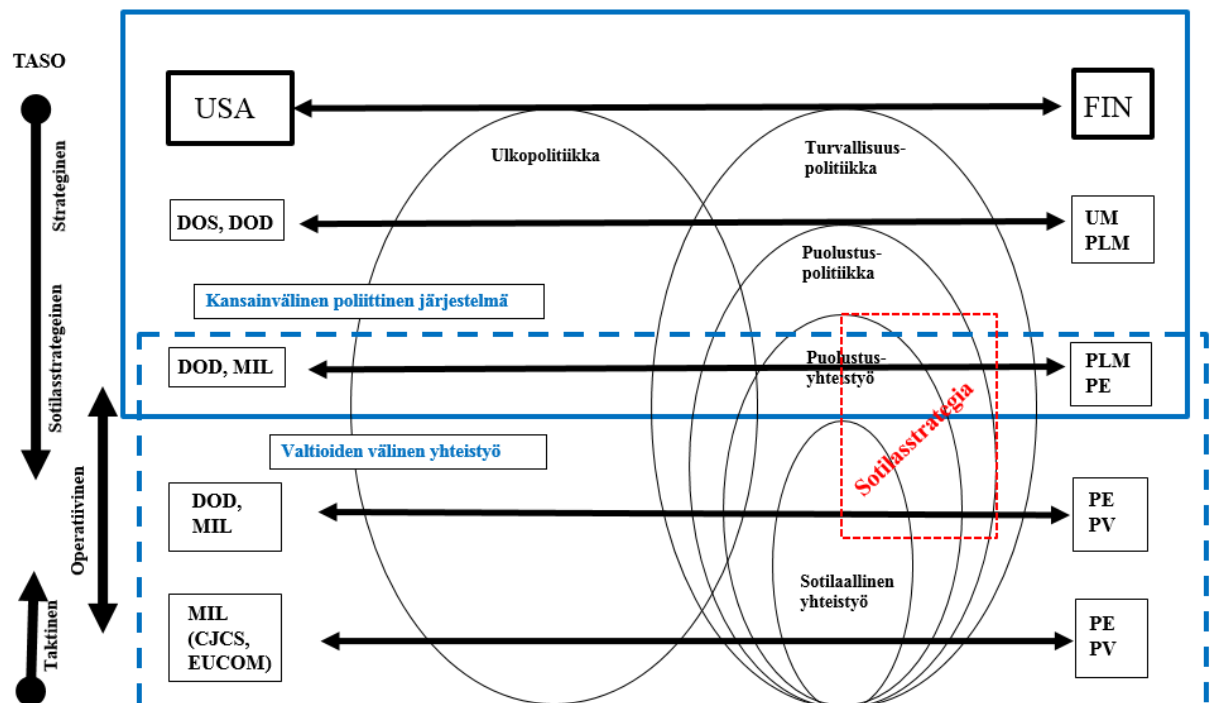 TASO
USA
FIN
Strateginen
Ulkopolitiikka
Turvallisuus-
politiikka
DOS, DOD
UM
PLM
Puolustus-
politiikka
Kansainvälinen poliittinen järjestelmä
Sotilasstrategeinen
DOD, MIL
Puolustus-
yhteistyö
PLM
PE
Sotilasstrategia
Valtioiden välinen yhteistyö
Operatiivinen
DOD,
MIL
PE
PV
Sotilaallinen
yhteistyö
Taktinen
MIL
(CJCS,
EUCOM)
PE
PV